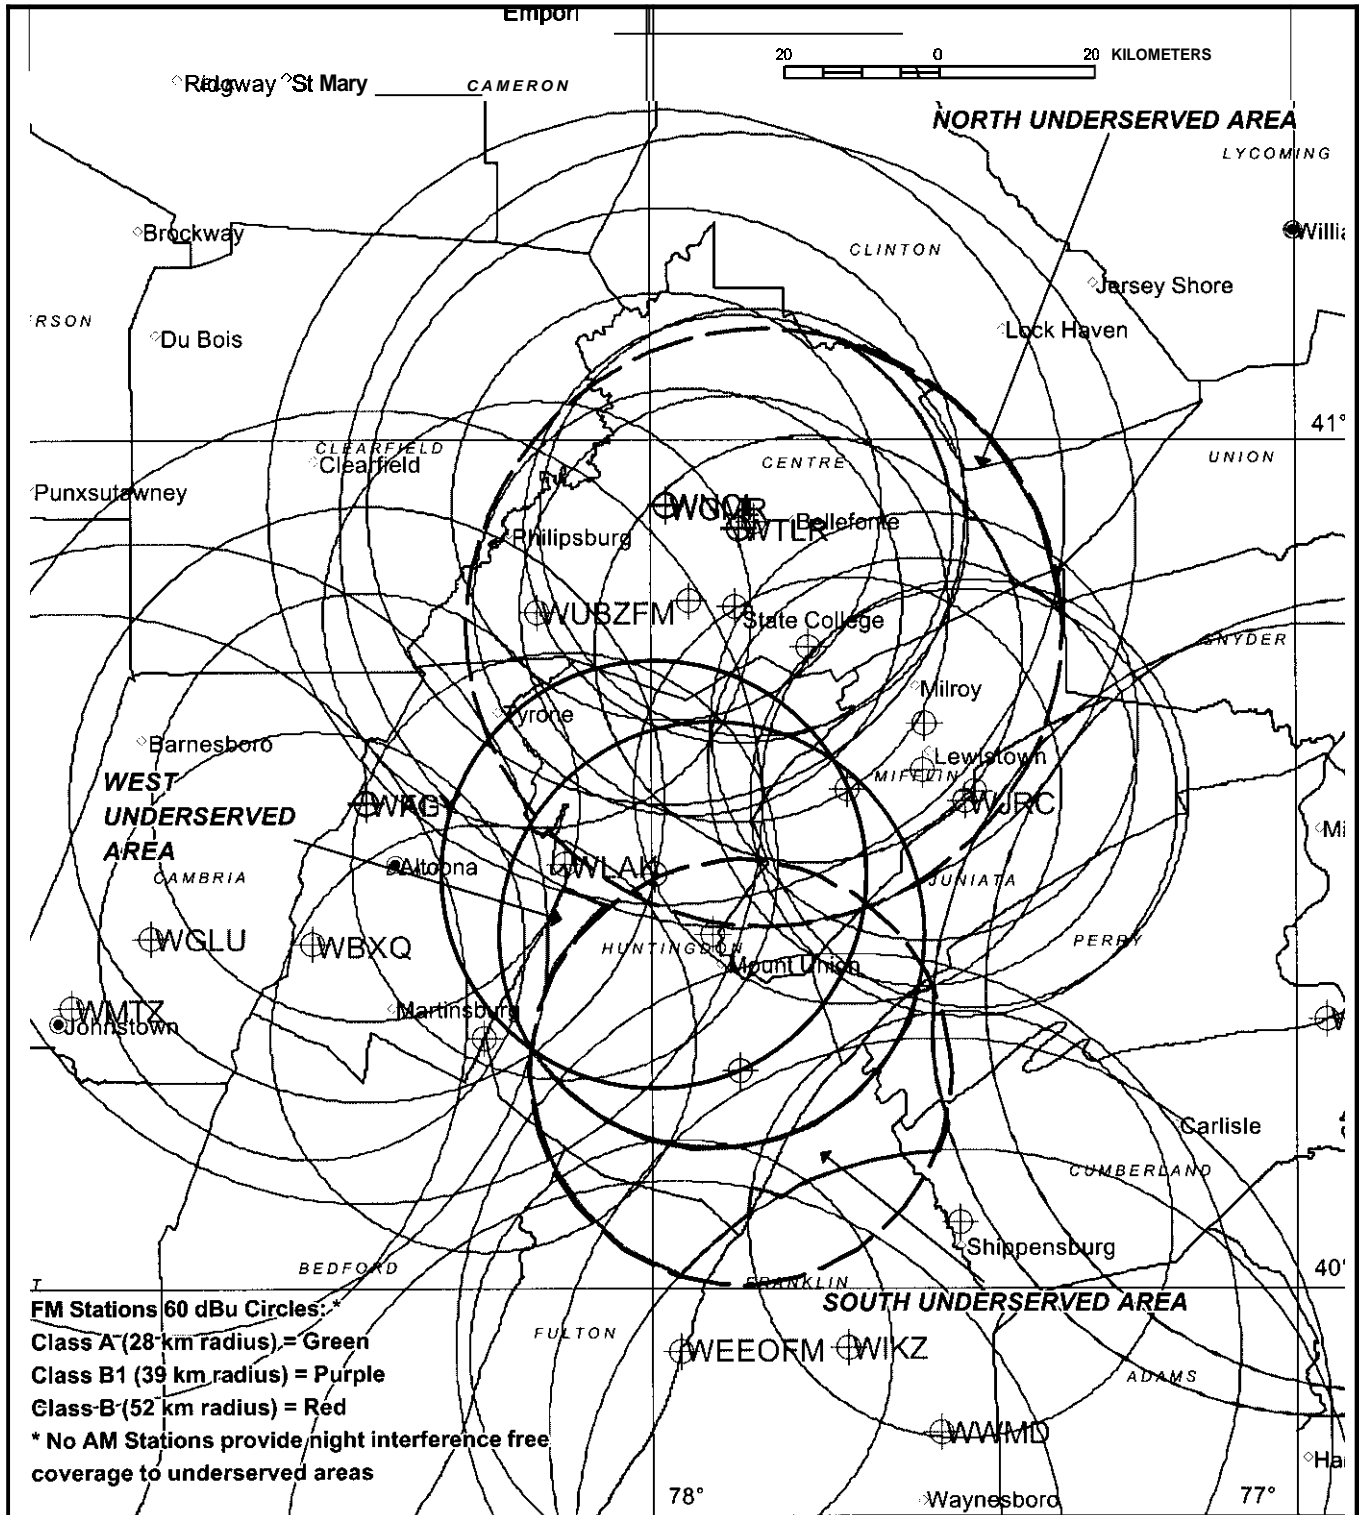 Empor
20 0 20 KILOMETERS
Ridgway St Mary
CAMERON
NORTH UNDERSERVED AREA
LYCOMING
Brockway
CLINTON
Willia
Jersey Shore
RSON
Du Bois
Lock Haven
41°
CLEARFIELD
Clearfield
CENTRE
UNION
Punxsutawney
Bellefonte
WTLR
Philipsburg
WUBZFM
State College
SNYDER
Milroy
Tyrone
Barnesboro
Lewistown
WEST
UNDERSERVED
AREA
MIFFLIN
WJRC
Mi
Altoona
WLAK
CAMBRIA
JUNIATA
WGLU
WBXQ
HUNTINGDON
PERRY
Mount Union
WMTZ
Johnstown
Martinsburg
Carlisle
CUMBERLAND
Shippensburg
BEDFORD
FRANKLIN
40°
T
SOUTH UNDERSERVED AREA
FM Stations 60 dBu Circles: *
Class A (28 km radius) = Green
Class B1 (39 km radius) = Purple
Class B (52 km radius) = Red
* No AM Stations provide night interference free
coverage to underserved areas
FULTON
WEEOFM
WIKZ
ADAMS
WWMD
Ha
78°
77°
Waynesboro